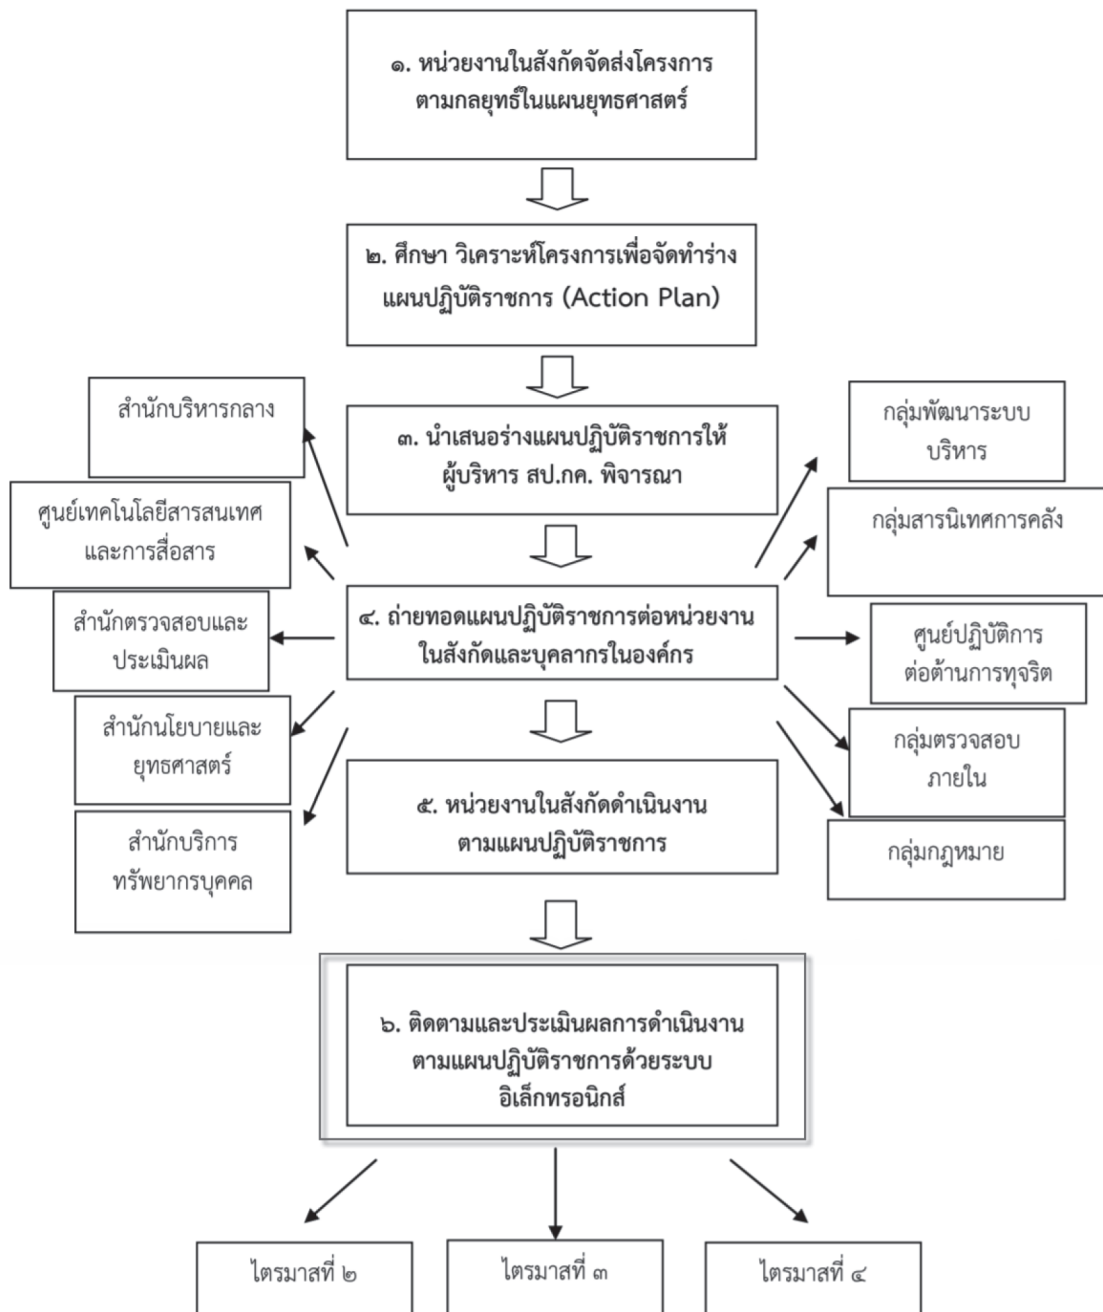 ๑. หน่วยงานในสังกัดจัดส่งโครงการ
ตามกลยุทธ์ในแผนยุทธศาสตร์
๒. ศึกษา วิเคราะห์โครงการเพื่อจัดทำร่าง
แผนปฏิบัติราชการ (Action Plan)
๓. นำเสนอร่างแผนปฏิบัติราชการให้
ผู้บริหาร สป.กค. พิจารณา
๔. ถ่ายทอดแผนปฏิบัติราชการต่อหน่วยงาน
ในสังกัดและบุคลากรในองค์กร
สำนักบริหารกลาง
ศูนย์เทคโนโลยีสารสนเทศ
และการสื่อสาร
สำนักตรวจสอบและ
ประเมินผล
สำนักนโยบายและ
ยุทธศาสตร์
สำนักบริการ
ทรัพยากรบุคคล
กลุ่มพัฒนาระบบ
บริหาร
กลุ่มสารนิเทศการคลัง
ศูนย์ปฏิบัติการ
ต่อต้านการทุจริต
กลุ่มตรวจสอบ
ภายใน
กลุ่มกฎหมาย
๕. หน่วยงานในสังกัดดำเนินงาน
ตามแผนปฏิบัติราชการ
๖. ติดตามและประเมินผลการดำเนินงาน
ตามแผนปฏิบัติราชการด้วยระบบ
อิเล็กทรอนิกส์
ไตรมาสที่ ๒
ไตรมาสที่ ๓
ไตรมาสที่ ๔